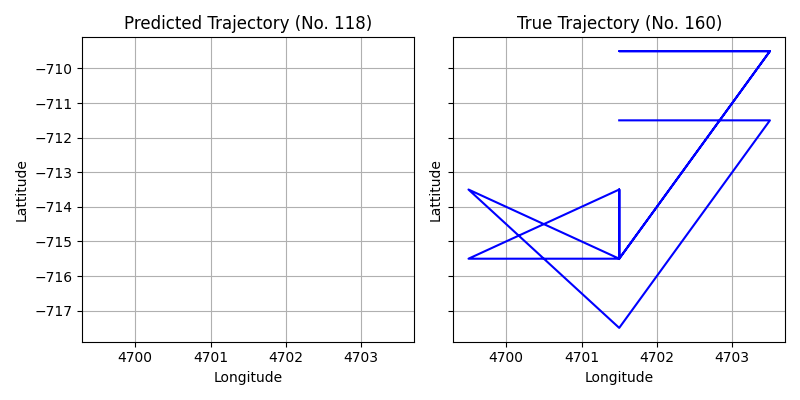 Predicted Trajectory (No. 118)
True Trajectory (No. 160)
Lattitude
−710
−711
−712
−713
−714
−715
−716
−717
4700 4701 4702 4703
Longitude
Lattitude
4700 4701 4702 4703
Longitude